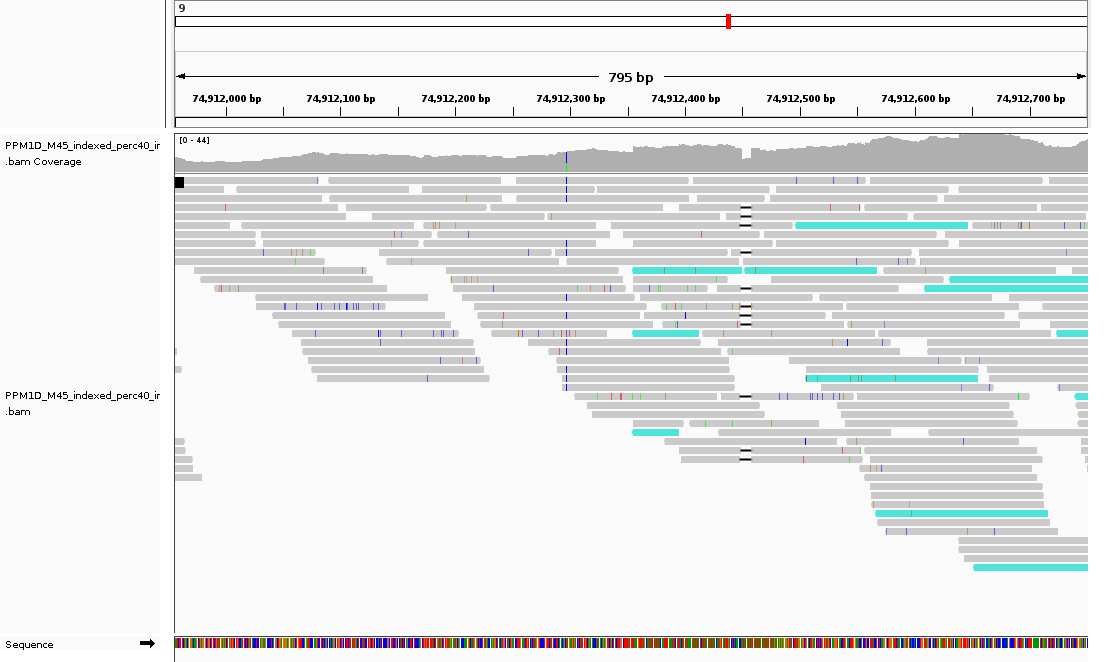 9
795 bp
74,912,000 bp 74,912,100 bp 74,912,200 bp 74,912,300 bp 74,912,400 bp 74,912,500 bp 74,912,600 bp 74,912,700 bp
PPM1D_M45_indexed_perc40_ir
.bam Coverage
[0 - 44]
PPM1D_M45_indexed_perc40_ir
.bam
Sequence